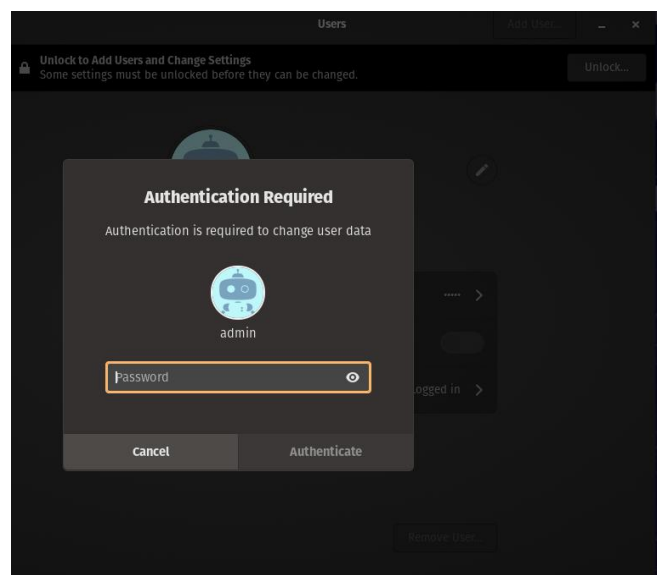 Users
Add User...
Unlock to Add Users and Change Settings
Some settings must be unlocked before they can be changed.
Unlock...
Authentication Required
Authentication is required to change user data
admin
Password
Logged in
Cancel
Authenticate
Remove User...